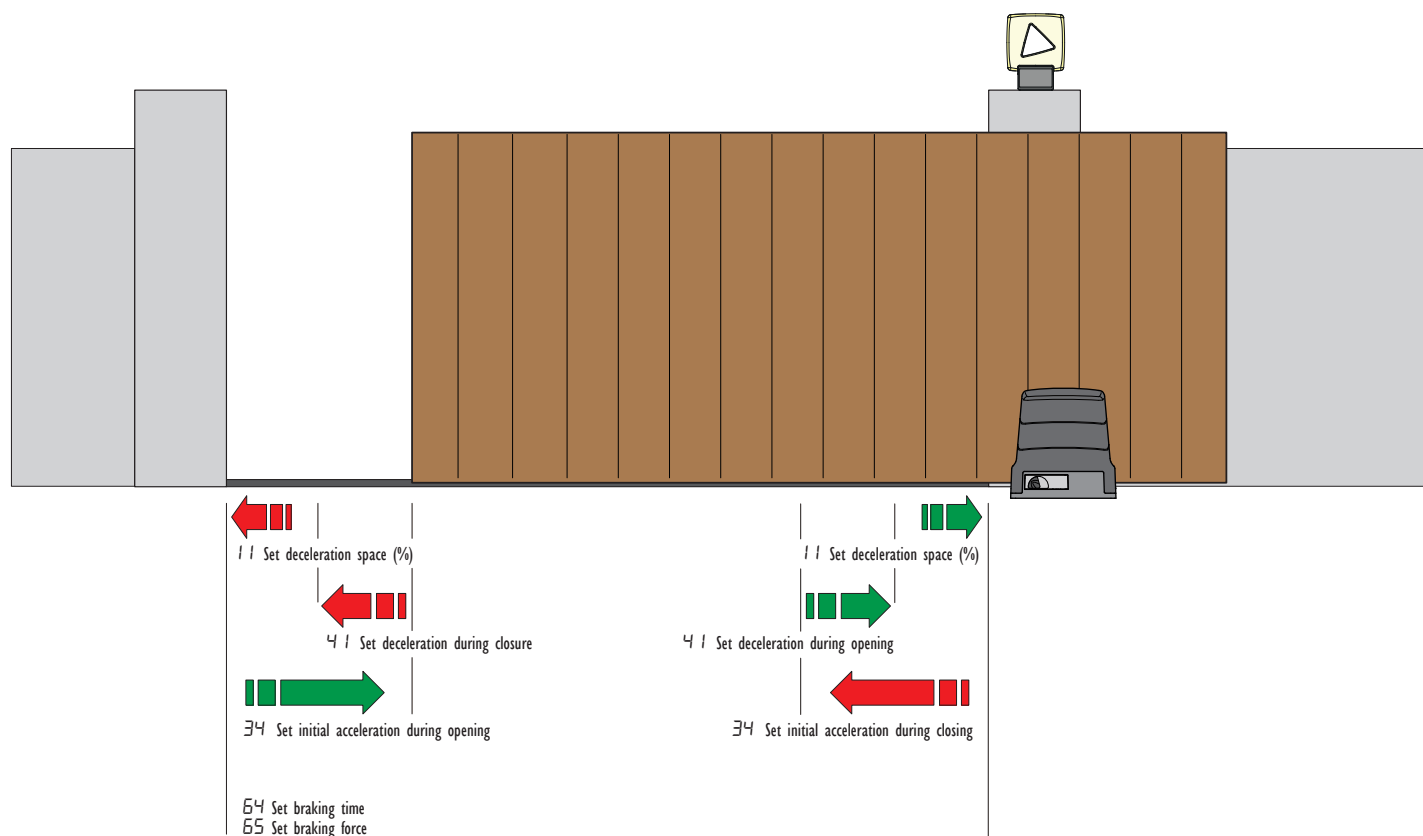 11 Set deceleration space (%)
11 Set deceleration space (%)
41 Set deceleration during closure
41 Set deceleration during opening
34 Set initial acceleration during opening
34 Set initial acceleration during closing
64 Set braking time
65 Set braking force